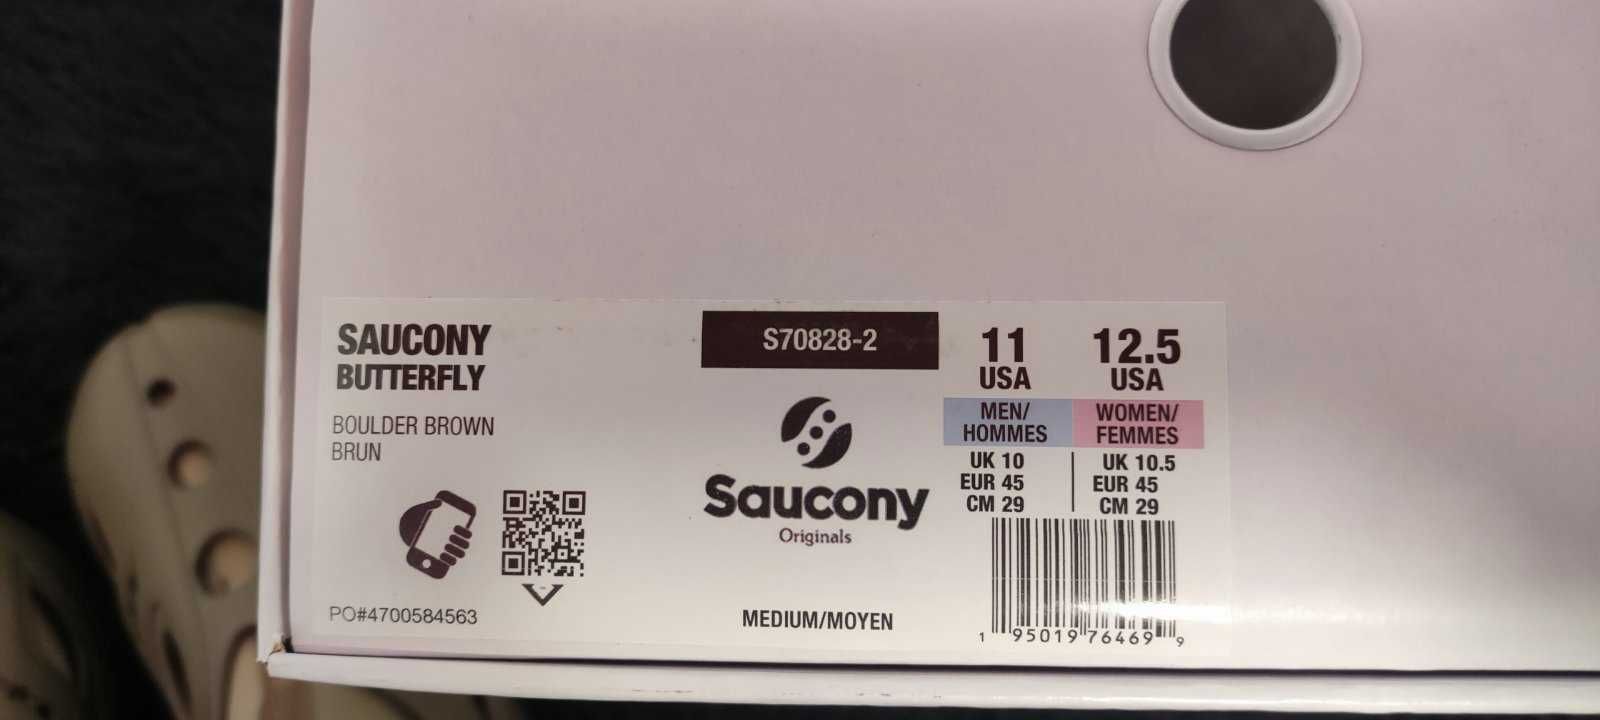 SAUCONY
BUTTERFLY
BOULDER BROWN
BRUN
PO#4700584563
S70828-2
Saucony
Originals
MEDIUM/MOYEN
11
USA
MEN/
HOMMES
UK 10
EUR 45
CM 29
12.5
USA
WOMEN/
FEMMES
UK 10.5
EUR 45
CM 29
1 95019 76469 9